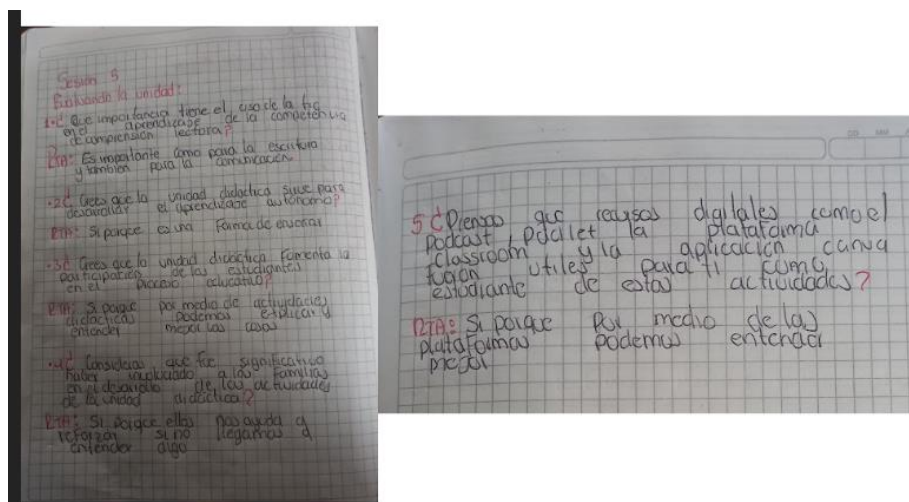 Sesión 5
Evaluando la unidad:
1. ¿ Que importancia tiene el uso de la tic
en el aprendizaje de la competencia
de comprensión lectora?
RTA: Es importante como para la escritura
y tambien para la comunicación
.2¿ Crees que la unidad didactica sirve para
desarrollar el aprendizaje autonomo?
RTA: Si porque es una forma de enseñar
.3¿ Crees que la unidad didactica fomenta la
participación de los estudiantes
en el proceso educativo?
RTA: Si porque por medio de actividades
didacticas podemos explicar y
entender mejor las cosas
.4¿ Consideras que fue significativo
haber involucrado a las familias
en el desarrollo de las actividades
de la unidad didactica?
RTA: Si porque ellos nos ayuda a
reforzar si no llegamos a
entender algo
5 ¿Piensas que recursos digitales como el
podcast, padlet la plataforma
classroom y la aplicación canva
fueron utiles para ti como
estudiante de estas actividades?
RTA: Si porque por medio de las
plataformas podemos entender
mejor